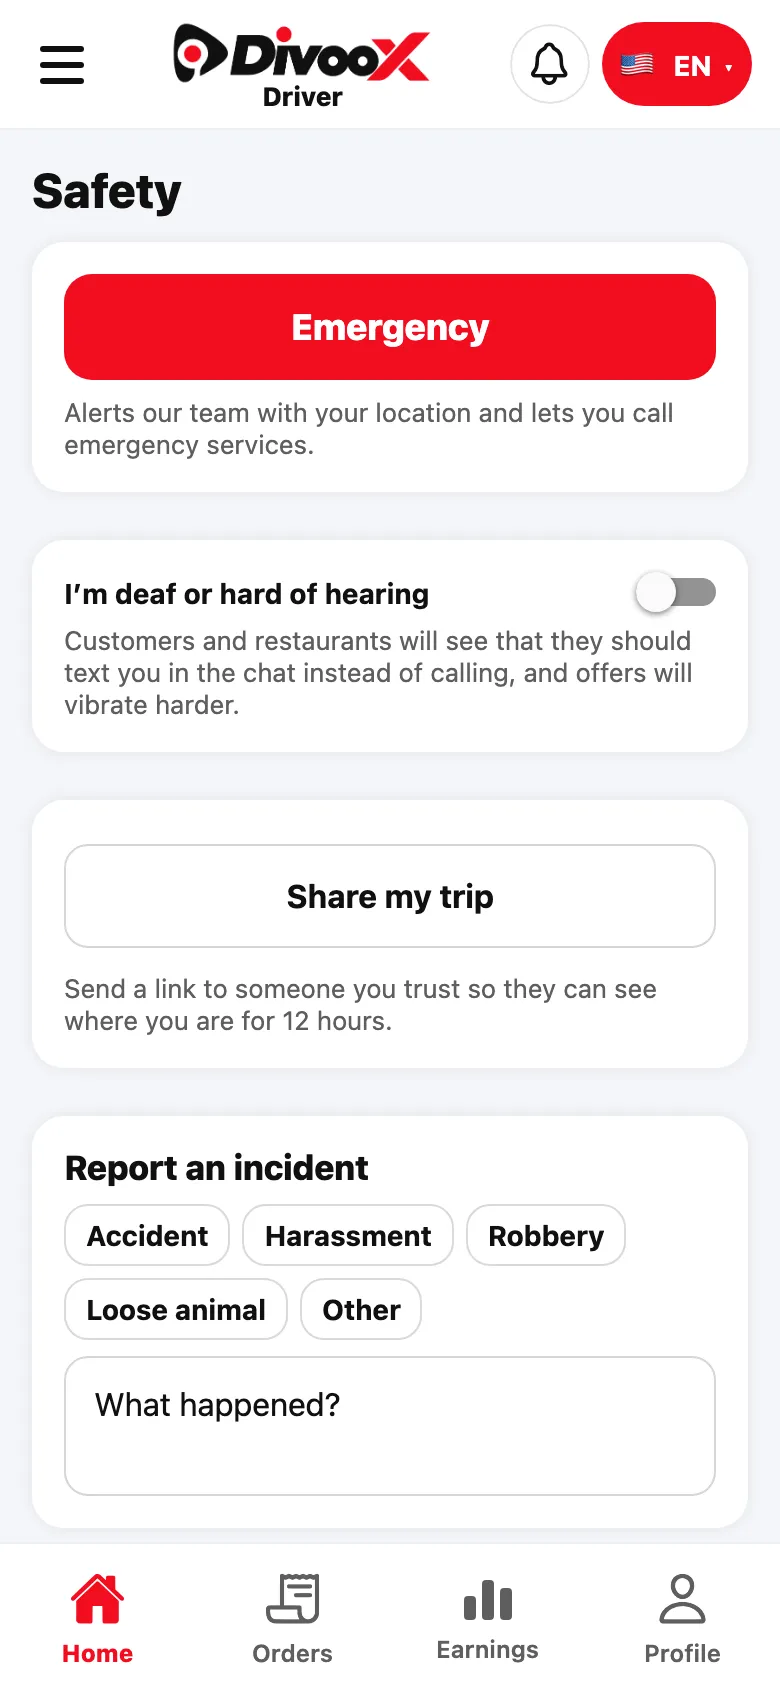 DivooX
Driver
EN
Safety
Emergency
Alerts our team with your location and lets you call
emergency services.
I’m deaf or hard of hearing
Customers and restaurants will see that they should
text you in the chat instead of calling, and offers will
vibrate harder.
Share my trip
Send a link to someone you trust so they can see
where you are for 12 hours.
Report an incident
Accident
Harassment
Robbery
Loose animal
Other
What happened?
Home
Orders
Earnings
Profile